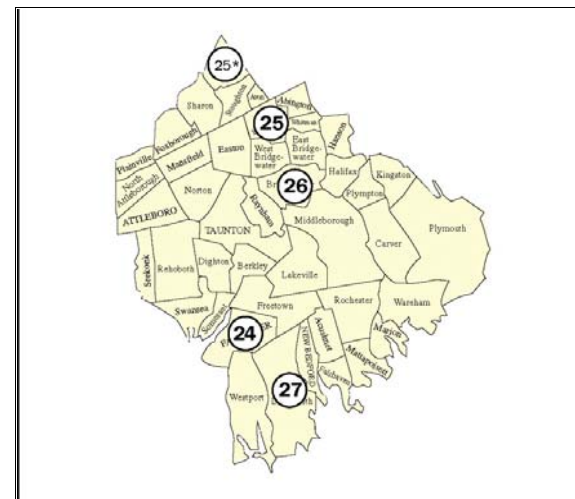 25*
Sharon
Stoughton
Avon
Abington
Foxborough
25
Whitman
Hanson
Plainville
Mansfield
Easton
West
Bridge-
water
East
Bridge-
water
North
Attleborough
Halifax
Kingston
Norton
26
Plympton
ATTLEBORO
Raynham
Middleborough
Plymouth
TAUNTON
Carver
Seekonk
Rehoboth
Dighton
Berkley
Lakeville
Swansea
Somerset
Freetown
Rochester
Wareham
24
Acushnet
Marion
Mattapoisett
NEW BEDFORD
Fairhaven
Westport
27